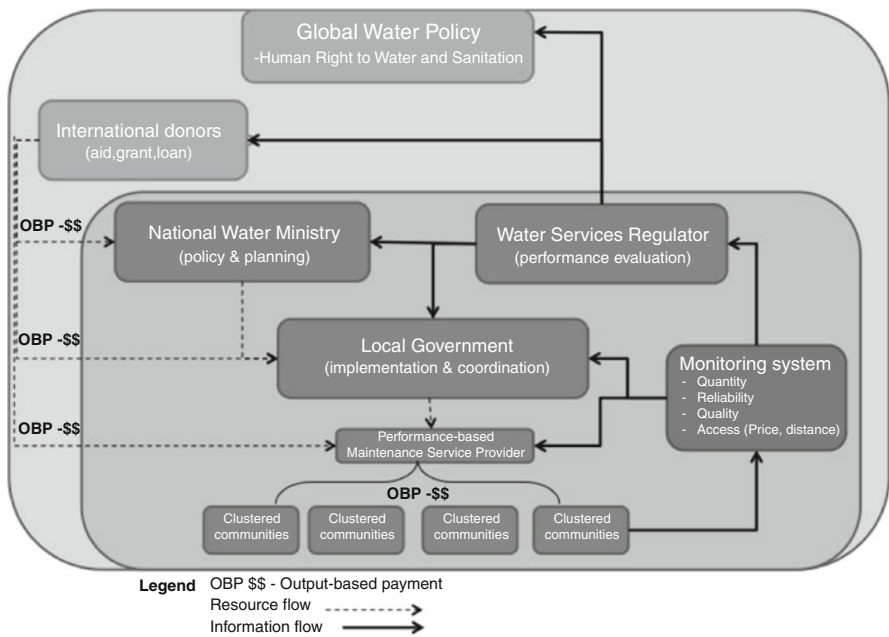 Global Water Policy
-Human Right to Water and Sanitation
International donors
(aid,grant,loan)
OBP -$$
National Water Ministry
(policy & planning)
Water Services Regulator
(performance evaluation)
OBP -$$
Local Government
(implementation & coordination)
Monitoring system
- Quantity
- Reliability
- Quality
- Access (Price, distance)
OBP -$$
Performance-based
Maintenance Service Provider
OBP -$$
Clustered
communities
Clustered
communities
Clustered
communities
Clustered
communities
Legend OBP $$ - Output-based payment
Resource flow
Information flow